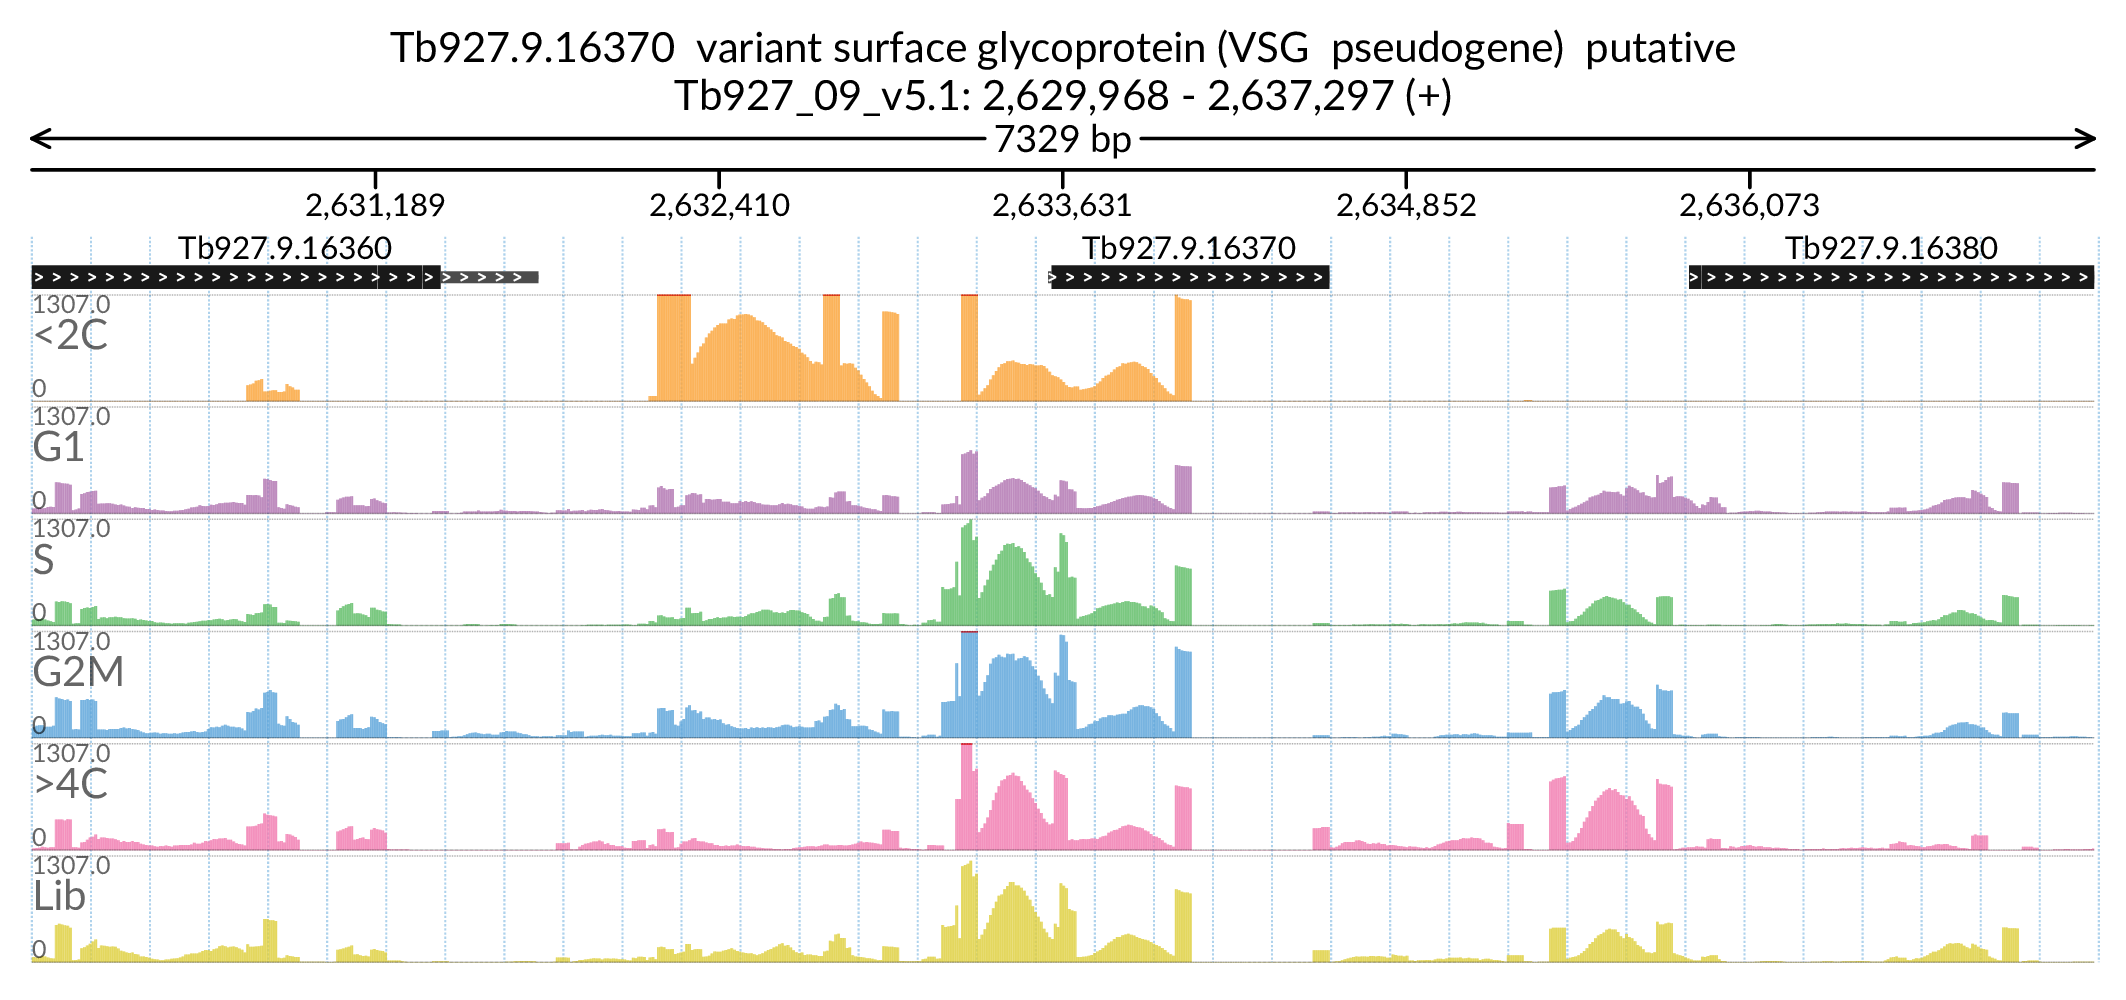 Tb927.9.16370 variant surface glycoprotein (VSG pseudogene) putative
Tb927_09_v5.1: 2,629,968 - 2,637,297 (+)
7329 bp
2,631,189 2,632,410 2,633,631 2,634,852 2,636,073
Tb927.9.16360 Tb927.9.16370 Tb927.9.16380
1307.0
<2C
0
1307.0
G1
0
1307.0
S
0
1307.0
G2M
0
1307.0
>4C
0
1307.0
Lib
0